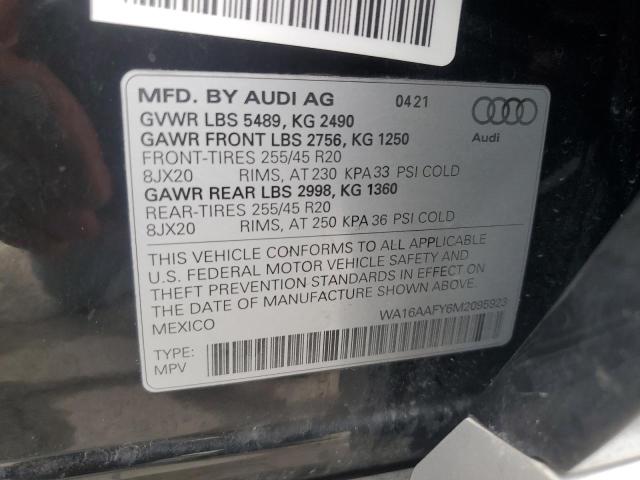 MFD. BY AUDI AG 0421
GVWR LBS 5489, KG 2490
GAWR FRONT LBS 2756, KG 1250
FRONT-TIRES 255/45 R20
8JX20 RIMS, AT 230 KPA 33 PSI COLD
GAWR REAR LBS 2998, KG 1360
REAR-TIRES 255/45 R20
8JX20 RIMS, AT 250 KPA 36 PSI COLD
Audi
THIS VEHICLE CONFORMS TO ALL APPLICABLE
U.S. FEDERAL MOTOR VEHICLE SAFETY AND
THEFT PREVENTION STANDARDS IN EFFECT ON
THE DATE OF MANUFACTURE SHOWN ABOVE.
MEXICO
WA16AAFY6M2095923
TYPE:
MPV